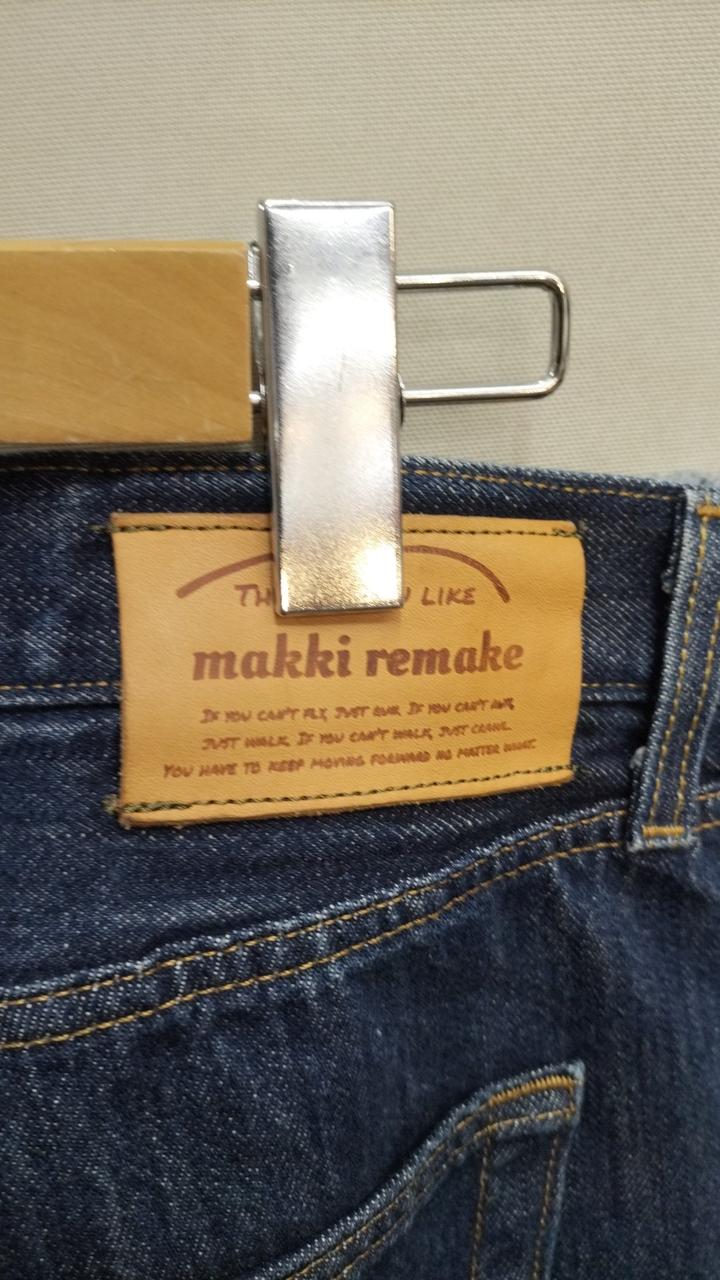 TH LIKE
makki remake
IF YOU CAN'T FLY, JUST RUN. IF YOU CAN'T RUN,
JUST WALK. IF YOU CAN'T WALK, JUST CRAWL.
YOU HAVE TO KEEP MOVING FORWARD NO MATTER WHAT.